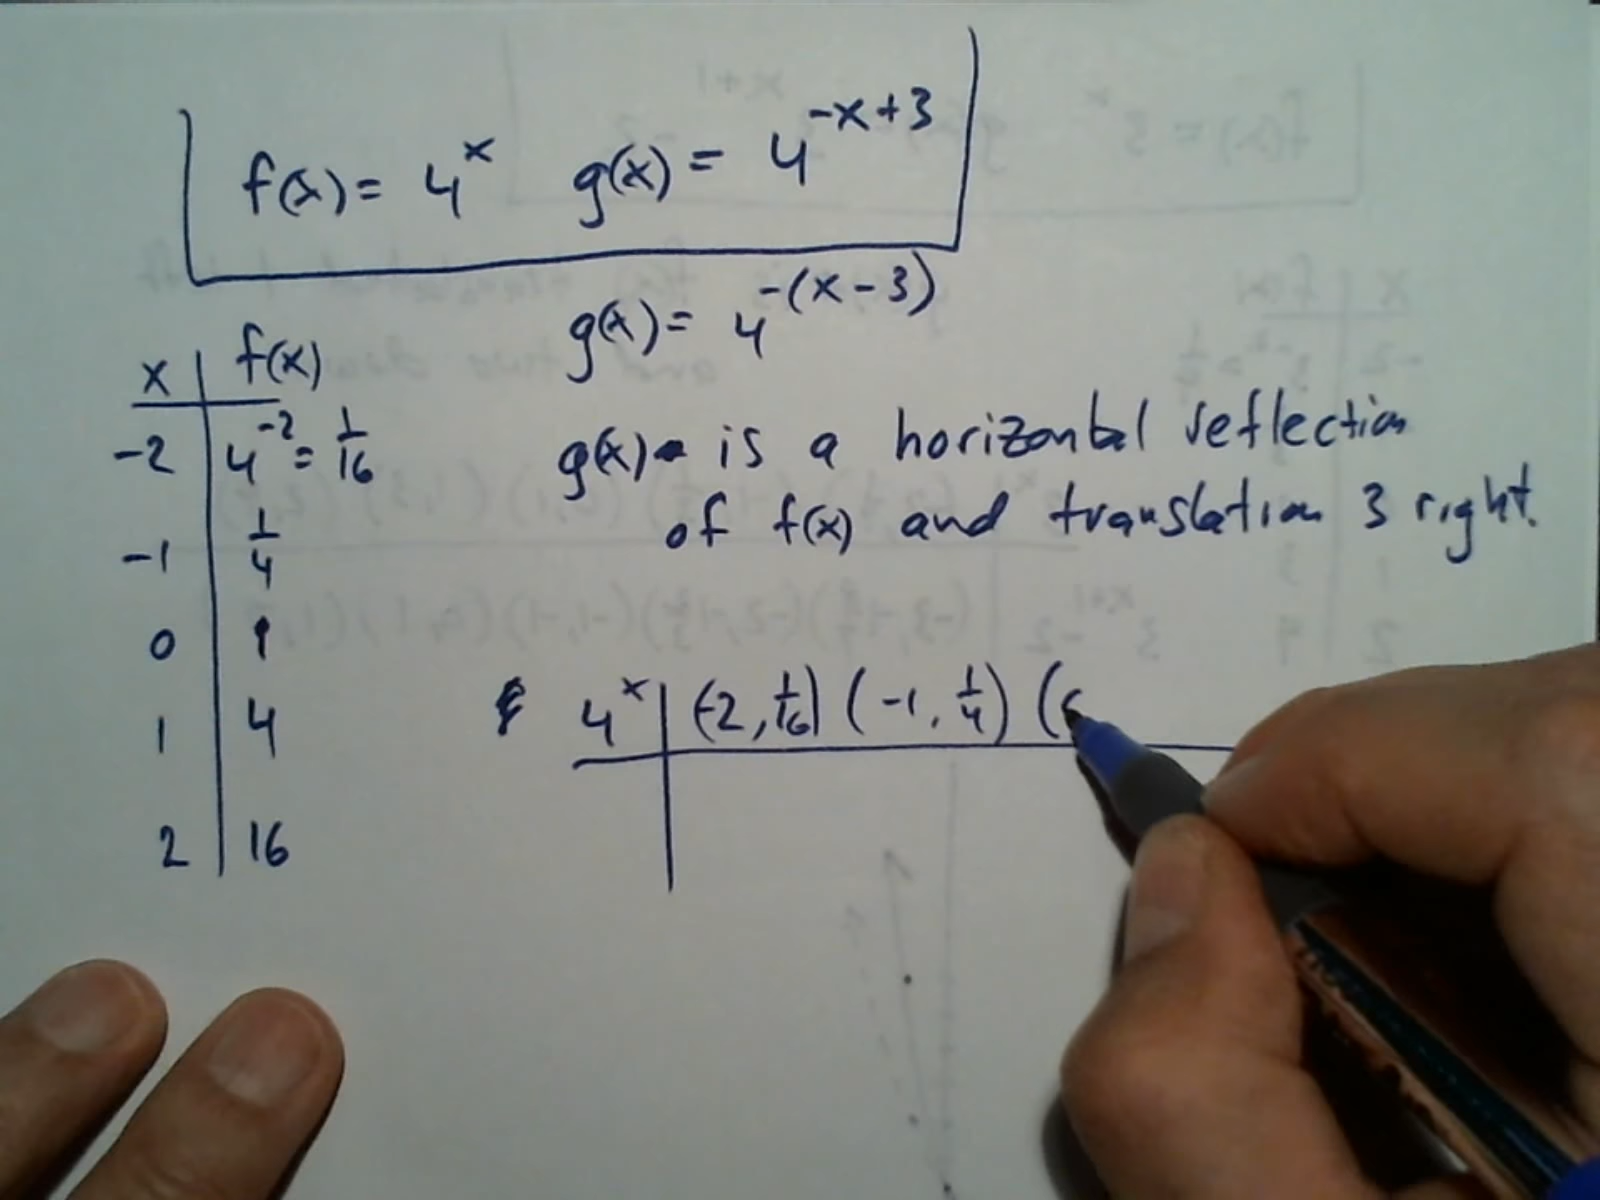 f(x) = 4^x g(x) = 4^{-x+3}
g(x) = 4^{-(x-3)}
x | f(x)
-2 | 4^{-2} = 1/16
-1 | 1/4
0 | 1
1 | 4
2 | 16
g(x) is a horizontal reflection
of f(x) and translation 3 right.
4^x | (-2, 1/16) (-1, 1/4) (